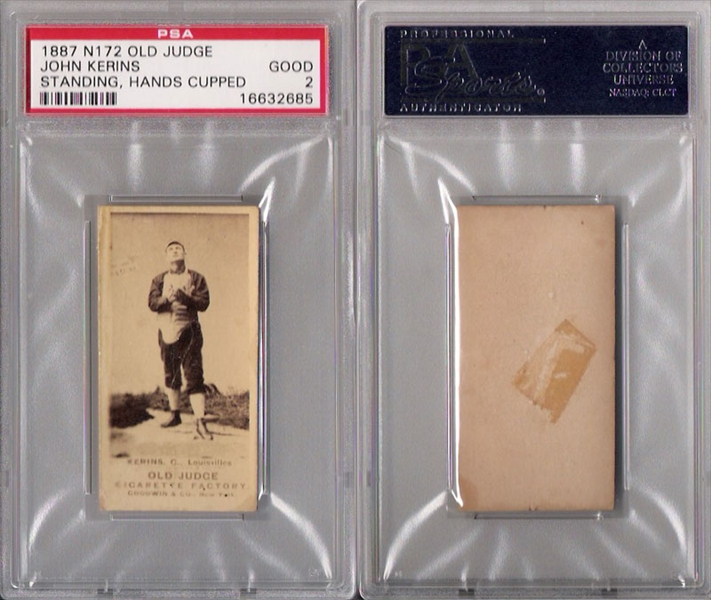 PSA
1887 N172 OLD JUDGE
JOHN KERINS GOOD
STANDING, HANDS CUPPED 2
16632685
KERINS, C., Louisvilles
OLD JUDGE
CIGARETTE FACTORY
GOODWIN & CO., New York
PROFESSIONAL
PSA
Sports
AUTHENTICATOR
A
DIVISION OF
COLLECTORS
UNIVERSE
NASDAQ: CLCT